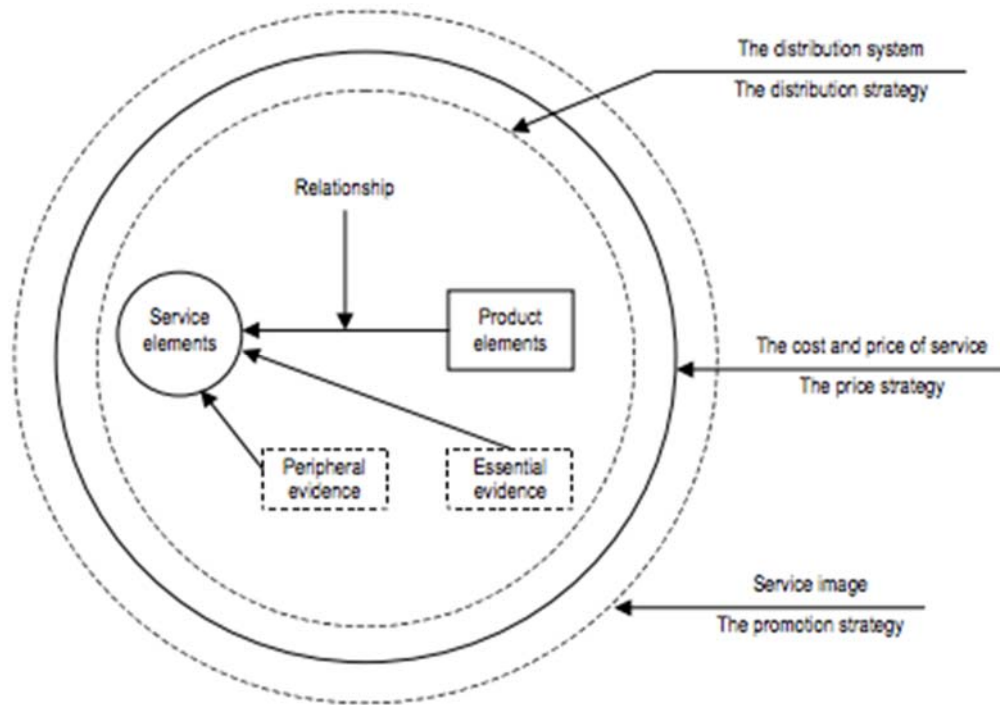 The distribution system
The distribution strategy
Relationship
Service
elements
Product
elements
The cost and price of service
The price strategy
Peripheral
evidence
Essential
evidence
Service image
The promotion strategy